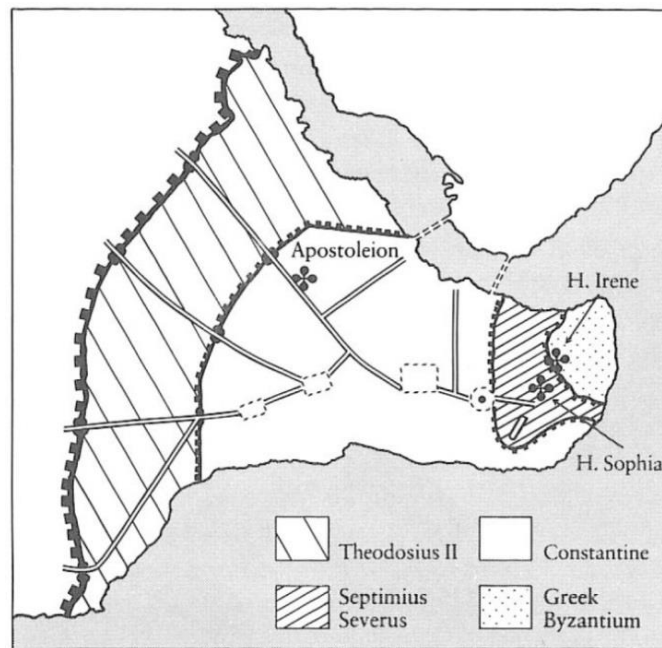 Apostoleion
H. Irene
H. Sophia
Theodosius II
Constantine
Septimius
Severus
Greek
Byzantium